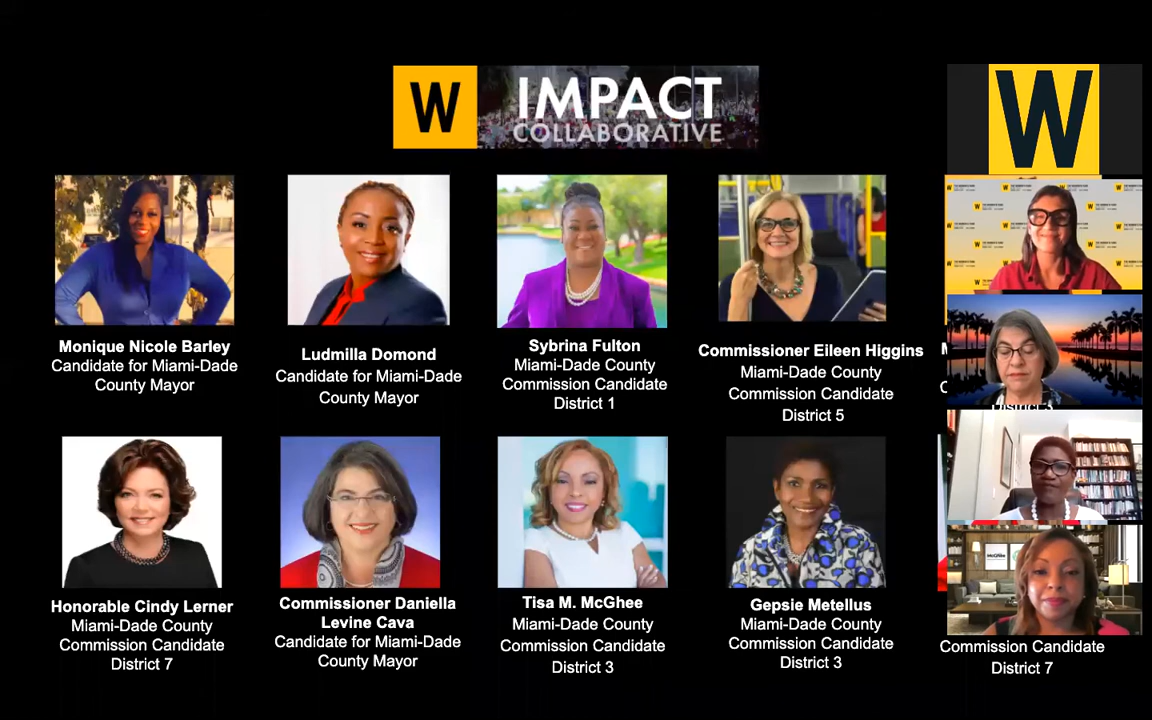 W
IMPACT
COLLABORATIVE
W
Monique Nicole Barley
Candidate for Miami-Dade
County Mayor
Ludmilla Domond
Candidate for Miami-Dade
County Mayor
Sybrina Fulton
Miami-Dade County
Commission Candidate
District 1
Commissioner Eileen Higgins
Miami-Dade County
Commission Candidate
District 5
District 3
Honorable Cindy Lerner
Miami-Dade County
Commission Candidate
District 7
Commissioner Daniella
Levine Cava
Candidate for Miami-Dade
County Mayor
Tisa M. McGhee
Miami-Dade County
Commission Candidate
District 3
Gepsie Metellus
Miami-Dade County
Commission Candidate
District 3
McGhee
Commission Candidate
District 7